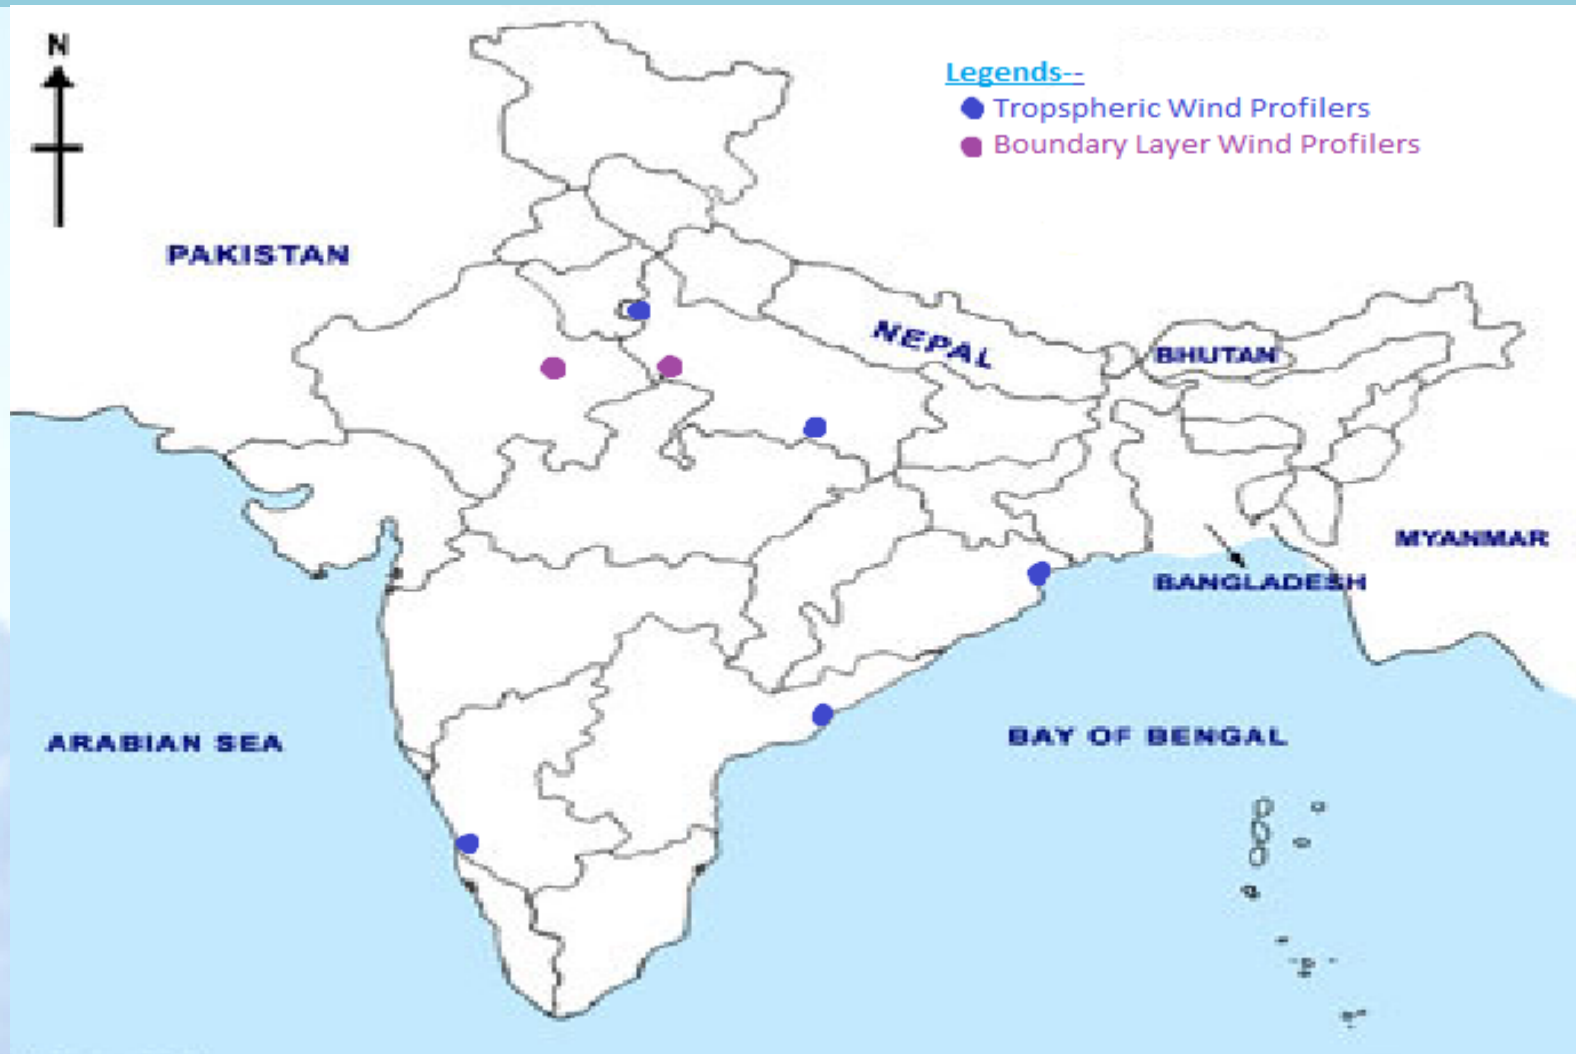 N
Legends--
Tropspheric Wind Profilers
Boundary Layer Wind Profilers
PAKISTAN
NEPAL
BHUTAN
MYANMAR
BANGLADESH
ARABIAN SEA
BAY OF BENGAL